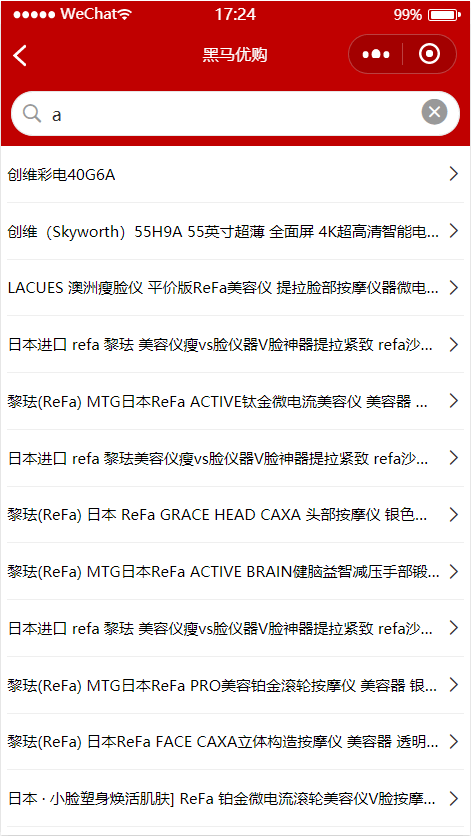 WeChat
17:24
99%
黑马优购
a
创维彩电40G6A
创维（Skyworth）55H9A 55英寸超薄 全面屏 4K超高清智能电...
LACUES 澳洲瘦脸仪 平价版ReFa美容仪 提拉脸部按摩仪器微电...
日本进口 refa 黎珐 美容仪瘦vs脸仪器V脸神器提拉紧致 refa沙...
黎珐(ReFa) MTG日本ReFa ACTIVE钛金微电流美容仪 美容器 ...
日本进口 refa 黎珐美容仪瘦vs脸仪器V脸神器提拉紧致 refa沙...
黎珐(ReFa) 日本 ReFa GRACE HEAD CAXA 头部按摩仪 银色...
黎珐(ReFa) MTG日本ReFa ACTIVE BRAIN健脑益智减压手部锻...
日本进口 refa 黎珐 美容仪瘦vs脸仪器V脸神器提拉紧致 refa沙...
黎珐(ReFa) MTG日本ReFa PRO美容铂金滚轮按摩仪 美容器 银...
黎珐(ReFa) 日本ReFa FACE CAXA立体构造按摩仪 美容器 透明...
日本 · 小脸塑身焕活肌肤] ReFa 铂金微电流滚轮美容仪V脸按摩...